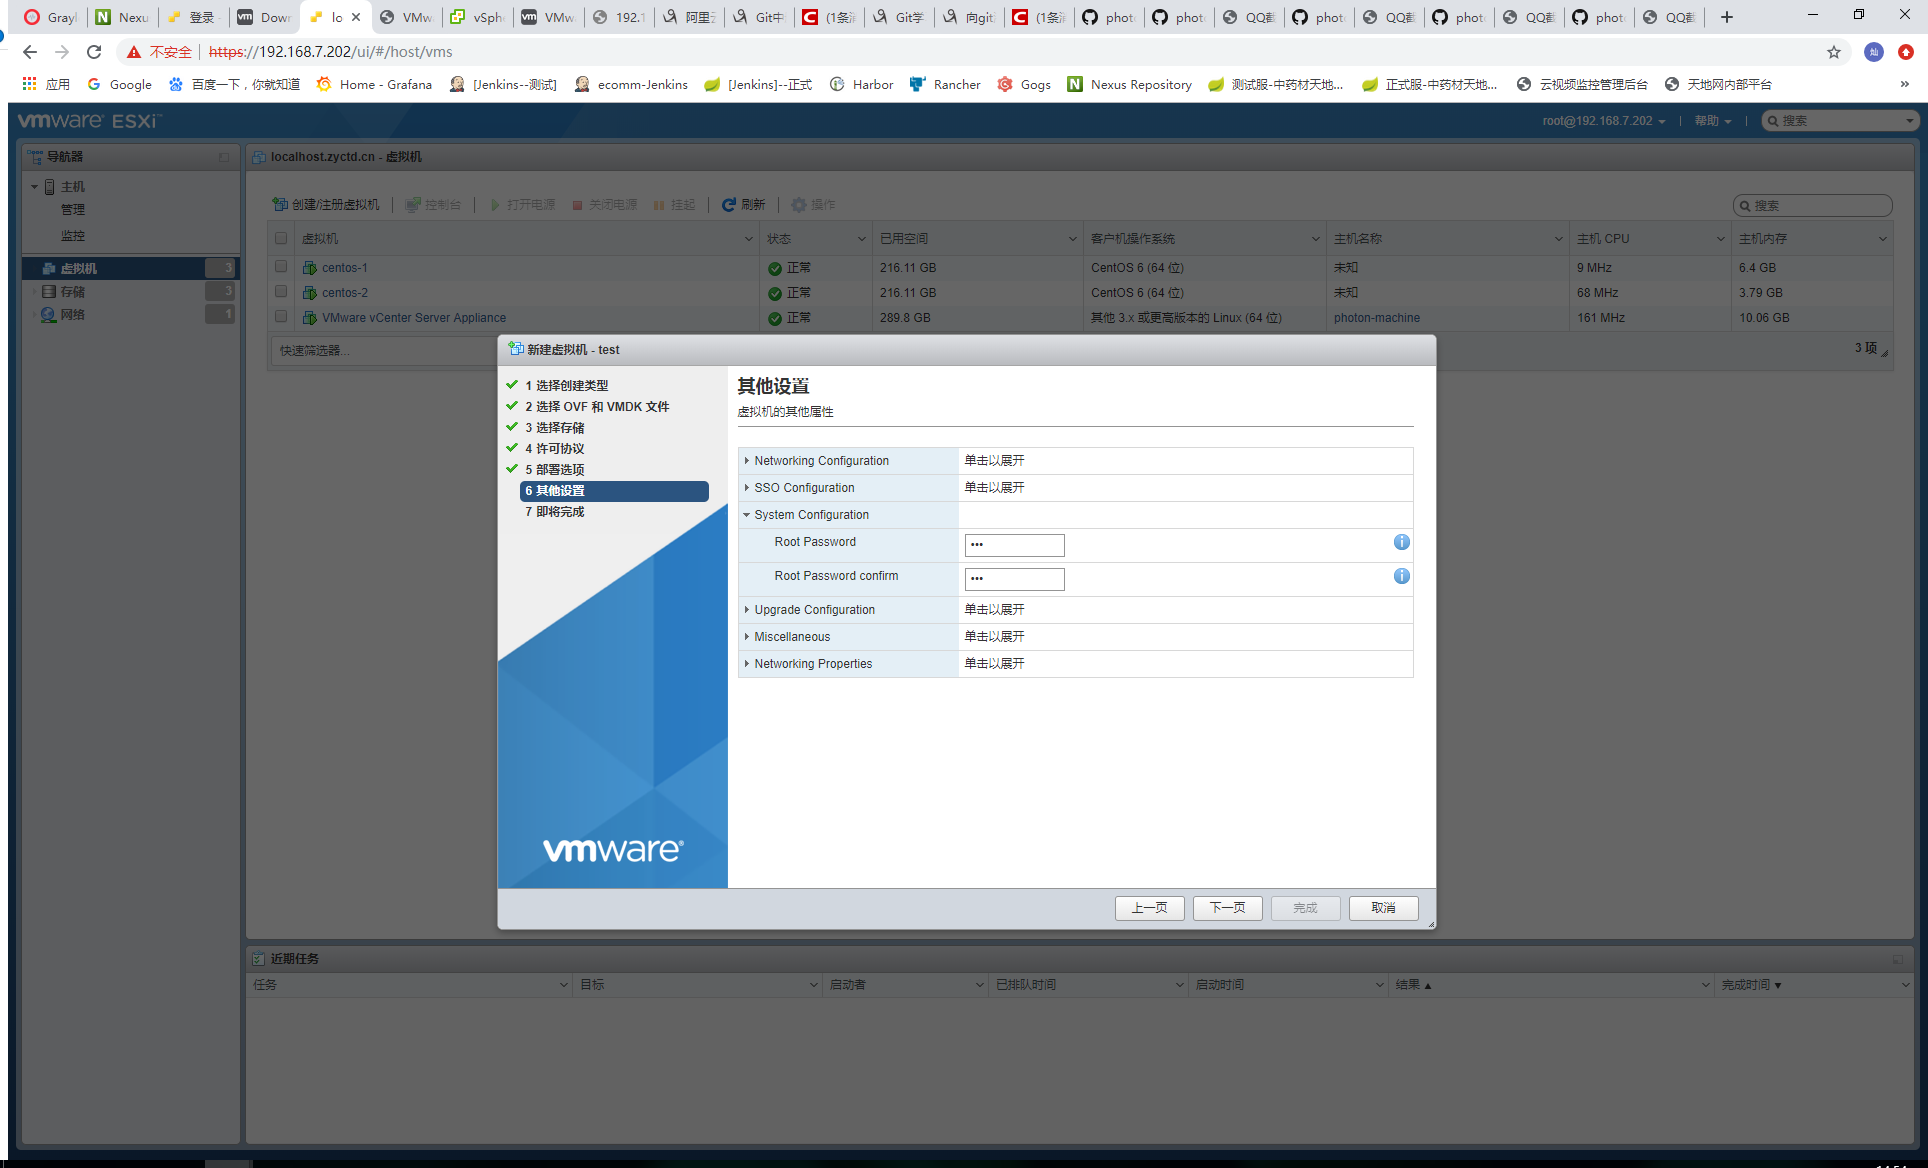 Grayl Nexu 登录 Dow lo VMw vSph VMw 192.1 阿里云 Git中 (1条消 Git学 向git (1条消 phot phot QQ截 phot QQ截 phot QQ截 phot QQ截
不安全 https://192.168.7.202/ui/#/host/vms
应用 Google 百度一下，你就知道 Home - Grafana [Jenkins--测试] ecomm-Jenkins [Jenkins]--正式 Harbor Rancher Gogs Nexus Repository 测试服-中药材天地... 正式服-中药材天地... 云视频监控管理后台 天地网内部平台 »
vmware ESXi root@192.168.7.202 帮助 搜索
导航器
主机
管理
监控
虚拟机 3
存储 3
网络 1
localhost.zyctd.cn - 虚拟机
创建/注册虚拟机 控制台 打开电源 关闭电源 挂起 刷新 操作 搜索
虚拟机 状态 已用空间 客户机操作系统 主机名称 主机 CPU 主机内存
centos-1 正常 216.11 GB CentOS 6 (64 位) 未知 9 MHz 6.4 GB
centos-2 正常 216.11 GB CentOS 6 (64 位) 未知 68 MHz 3.79 GB
VMware vCenter Server Appliance 正常 289.8 GB 其他 3.x 或更高版本的 Linux (64 位) photon-machine 161 MHz 10.06 GB
快速筛选器... 3 项
新建虚拟机 - test
1 选择创建类型
2 选择 OVF 和 VMDK 文件
3 选择存储
4 许可协议
5 部署选项
6 其他设置
7 即将完成
vmware
其他设置
虚拟机的其他属性
Networking Configuration 单击以展开
SSO Configuration 单击以展开
System Configuration
Root Password •••
Root Password confirm •••
Upgrade Configuration 单击以展开
Miscellaneous 单击以展开
Networking Properties 单击以展开
上一页 下一页 完成 取消
近期任务
任务 目标 启动者 已排队时间 启动时间 结果▲ 完成时间▼